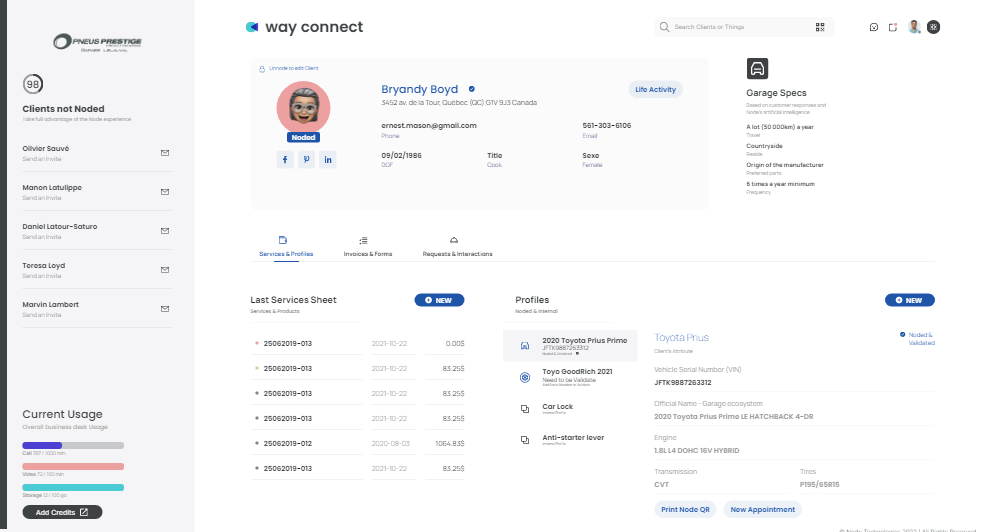 PNEUS PRESTIGE
98
Clients not Noded
Take full advantage of the Node experience
Olivier Sauvé
Send an Invite
Manon Latulippe
Send an Invite
Daniel Latour-Saturo
Send an Invite
Teresa Loyd
Send an Invite
Marvin Lambert
Send an Invite
Current Usage
Overall business desk Usage
Call 597 / 1000 min
Video 73 / 100 min
Storage 13 / 100 go
Add Credits
way connect
Search Clients or Things
Unnode to edit Client
Noded
Bryandy Boyd
3452 av. de la Tour, Québec (QC) G1V 9J3 Canada
Life Activity
ernest.mason@gmail.com
Phone
561-303-6106
Email
09/02/1986
DOF
Title
Cook
Sexe
Female
Garage Specs
Based on customer responses and
Node's artificial intelligence
A lot (50 000km) a year
Travel
Countryside
Reside
Origin of the manufacturer
Preferred parts
6 times a year minimum
Frequency
Services & Profiles
Invoices & Forms
Requests & Interactions
Last Services Sheet
Services & Products
NEW
25062019-013 2021-10-22 0.00$
25062019-013 2021-10-22 83.25$
25062019-013 2021-10-22 83.25$
25062019-013 2021-10-22 83.25$
25062019-012 2020-08-03 1064.83$
25062019-013 2021-10-22 83.25$
Profiles
Noded & Internal
NEW
2020 Toyota Prius Prime
JFTK9887263312
Noded & Internal
Toyo GoodRich 2021
Need to be Validate
Car Lock
Internal Profile
Anti-starter lever
Internal Profile
Toyota Prius
Client's Attribute
Noded &
Validated
Vehicle Serial Number (VIN)
JFTK9887263312
Official Name - Garage ecosystem
2020 Toyota Prius Prime LE HATCHBACK 4-DR
Engine
1.8L L4 DOHC 16V HYBRID
Transmission
CVT
Tires
P195/65R15
Print Node QR
New Appointment